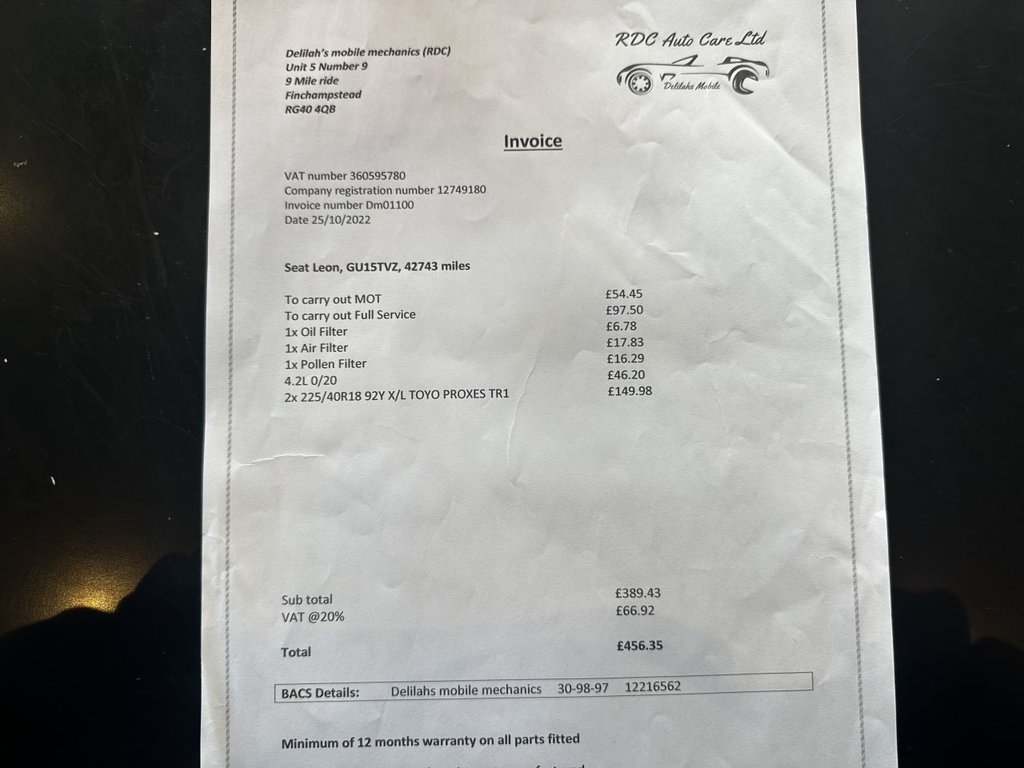 RDC Auto Care Ltd
Delilahs Mobile
Delilah's mobile mechanics (RDC)
Unit 5 Number 9
9 Mile ride
Finchampstead
RG40 4QB
Invoice
VAT number 360595780
Company registration number 12749180
Invoice number Dm01100
Date 25/10/2022
Seat Leon, GU15TVZ, 42743 miles
To carry out MOT £54.45
To carry out Full Service £97.50
1x Oil Filter £6.78
1x Air Filter £17.83
1x Pollen Filter £16.29
4.2L 0/20 £46.20
2x 225/40R18 92Y X/L TOYO PROXES TR1 £149.98
Sub total £389.43
VAT @20% £66.92
Total £456.35
BACS Details: Delilahs mobile mechanics 30-98-97 12216562
Minimum of 12 months warranty on all parts fitted